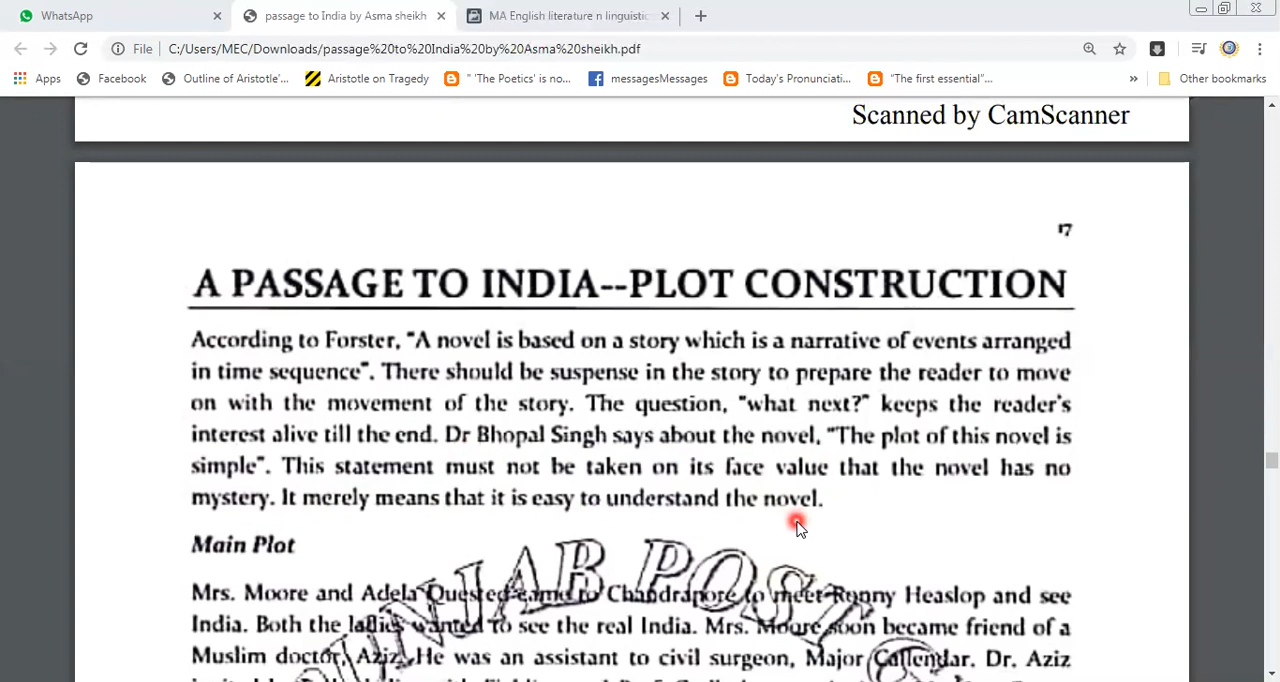 WhatsApp
passage to India by Asma sheikh
MA English literature n linguistic
File
C:/Users/MEC/Downloads/passage%20to%20India%20by%20Asma%20sheikh.pdf
Apps
Facebook
Outline of Aristotle'...
Aristotle on Tragedy
" 'The Poetics' is no...
messagesMessages
Today's Pronunciati...
"The first essential"...
»
Other bookmarks
Scanned by CamScanner
17
A PASSAGE TO INDIA--PLOT CONSTRUCTION
According to Forster, "A novel is based on a story which is a narrative of events arranged
in time sequence". There should be suspense in the story to prepare the reader to move
on with the movement of the story. The question, "what next?" keeps the reader's
interest alive till the end. Dr Bhopal Singh says about the novel, "The plot of this novel is
simple". This statement must not be taken on its face value that the novel has no
mystery. It merely means that it is easy to understand the novel.
Main Plot
Mrs. Moore and Adela Quested came to Chandrapore to meet Ronny Heaslop and see
India. Both the ladies wanted to see the real India. Mrs. Moore soon became friend of a
Muslim doctor, Aziz. He was an assistant to civil surgeon, Major Callendar. Dr. Aziz